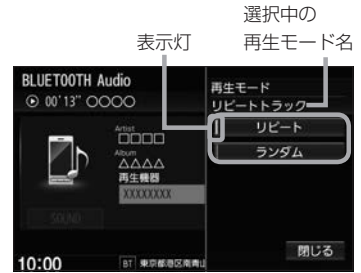 選択中の
表示灯 再生モード名
BLUETOOTH Audio
00'13" ○○○○
Artist
□□□□
Album
△△△△
再生機器
XXXXXXXX
SOUND
10:00
BT 東京都港区南青山
再生モード
リピートトラック
リピート
ランダム
閉じる